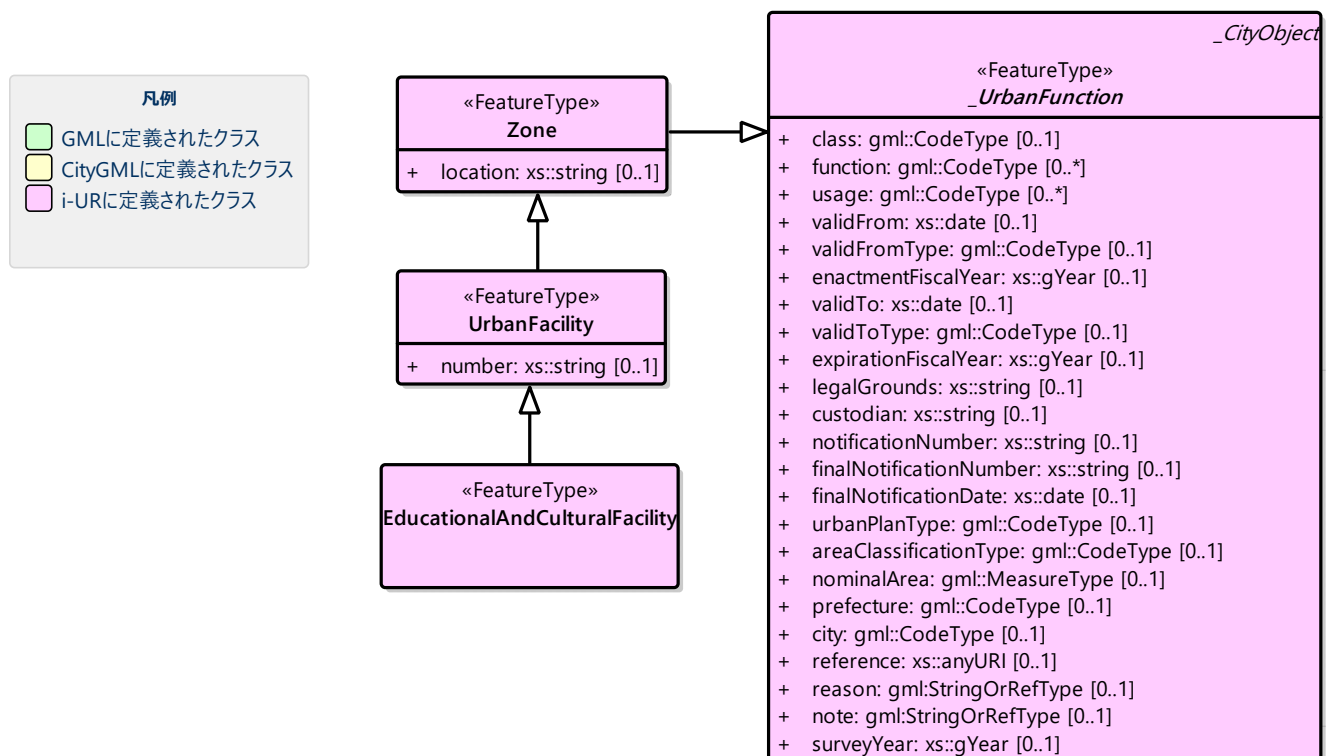 凡例
GMLに定義されたクラス
CityGMLに定義されたクラス
i-URに定義されたクラス
«FeatureType»
Zone
+ location: xs::string [0..1]
«FeatureType»
UrbanFacility
+ number: xs::string [0..1]
«FeatureType»
EducationalAndCulturalFacility
_CityObject
«FeatureType»
_UrbanFunction
+ class: gml::CodeType [0..1]
+ function: gml::CodeType [0..*]
+ usage: gml::CodeType [0..*]
+ validFrom: xs::date [0..1]
+ validFromType: gml::CodeType [0..1]
+ enactmentFiscalYear: xs::gYear [0..1]
+ validTo: xs::date [0..1]
+ validToType: gml::CodeType [0..1]
+ expirationFiscalYear: xs::gYear [0..1]
+ legalGrounds: xs::string [0..1]
+ custodian: xs::string [0..1]
+ notificationNumber: xs::string [0..1]
+ finalNotificationNumber: xs::string [0..1]
+ finalNotificationDate: xs::date [0..1]
+ urbanPlanType: gml::CodeType [0..1]
+ areaClassificationType: gml::CodeType [0..1]
+ nominalArea: gml::MeasureType [0..1]
+ prefecture: gml::CodeType [0..1]
+ city: gml::CodeType [0..1]
+ reference: xs::anyURI [0..1]
+ reason: gml:StringOrRefType [0..1]
+ note: gml:StringOrRefType [0..1]
+ surveyYear: xs::gYear [0..1]